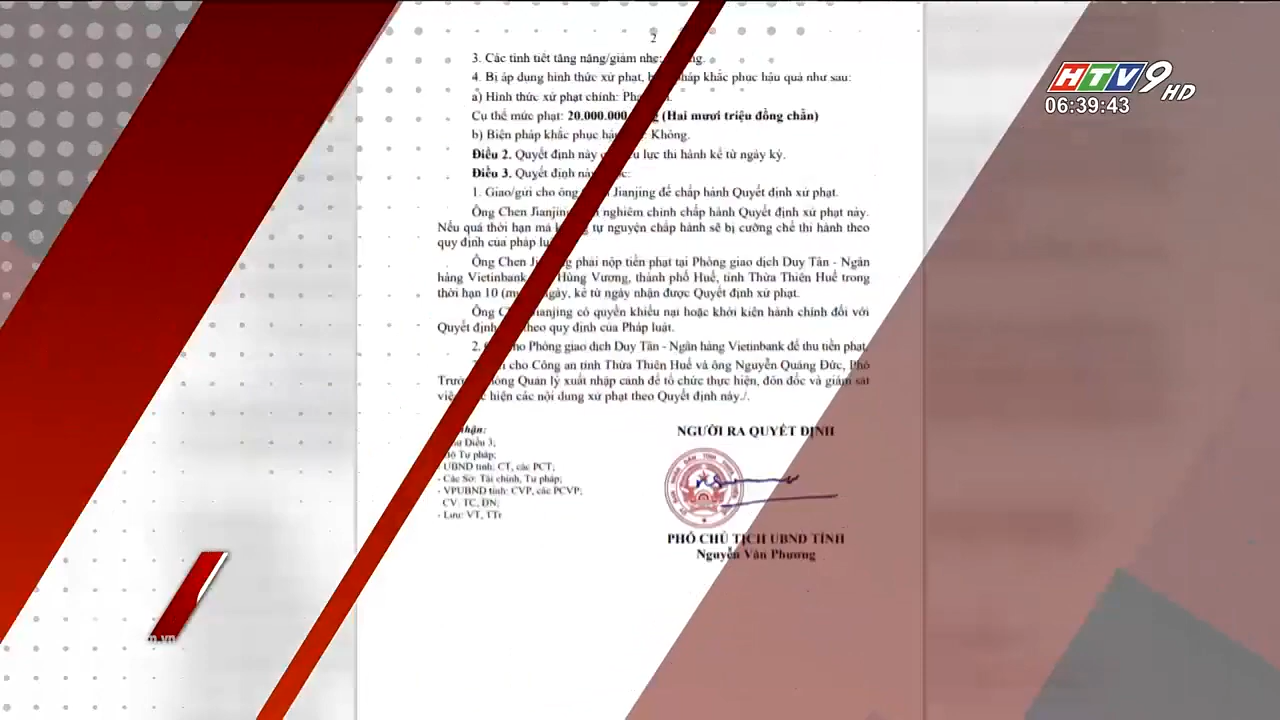 HTV9 HD
06:39:43
2
3. Các tình tiết tăng nặng/giảm nhẹ:
4. Bị áp dụng hình thức xử phạt, pháp khắc phục hậu quả như sau:
a) Hình thức xử phạt chính:
Cụ thể mức phạt: 20.000.000 (Hai mươi triệu đồng chẵn)
b) Biện pháp khắc phục Không.
Điều 2. Quyết định này lực thi hành kể từ ngày ký.
Điều 3. Quyết định
1. Giao/gửi cho ông Jianjing để chấp hành Quyết định xử phạt.
Ông Chen Jianjing nghiêm chỉnh chấp hành Quyết định xử phạt này.
Nếu quá thời hạn mà tự nguyện chấp hành sẽ bị cưỡng chế thi hành theo
quy định của pháp
Ông Chen phải nộp tiền phạt tại Phòng giao dịch Duy Tân - Ngân
hàng Vietinbank Hùng Vương, thành phố Huế, tỉnh Thừa Thiên Huế trong
thời hạn 10 ngày, kể từ ngày nhận được Quyết định xử phạt.
Ông Jianjing có quyền khiếu nại hoặc khởi kiện hành chính đối với
Quyết định theo quy định của Pháp luật.
2. cho Phòng giao dịch Duy Tân - Ngân hàng Vietinbank để thu tiền phạt.
cho Công an tỉnh Thừa Thiên Huế và ông Nguyễn Quảng Đức, Phó
Quản lý xuất nhập cảnh để tổ chức thực hiện, đôn đốc và giám sát
hiện các nội dung xử phạt theo Quyết định này./.
nhận:
Điều 3;
Tư pháp;
UBND tỉnh: CT, các PCT;
- Các Sở: Tài chính, Tư pháp;
- VPUBND tỉnh: CVP, các PCVP;
CV: TC, ĐN;
- Lưu: VT, TTr
NGƯỜI RA QUYẾT ĐỊNH
PHÓ CHỦ TỊCH UBND TỈNH
Nguyễn Văn Phương